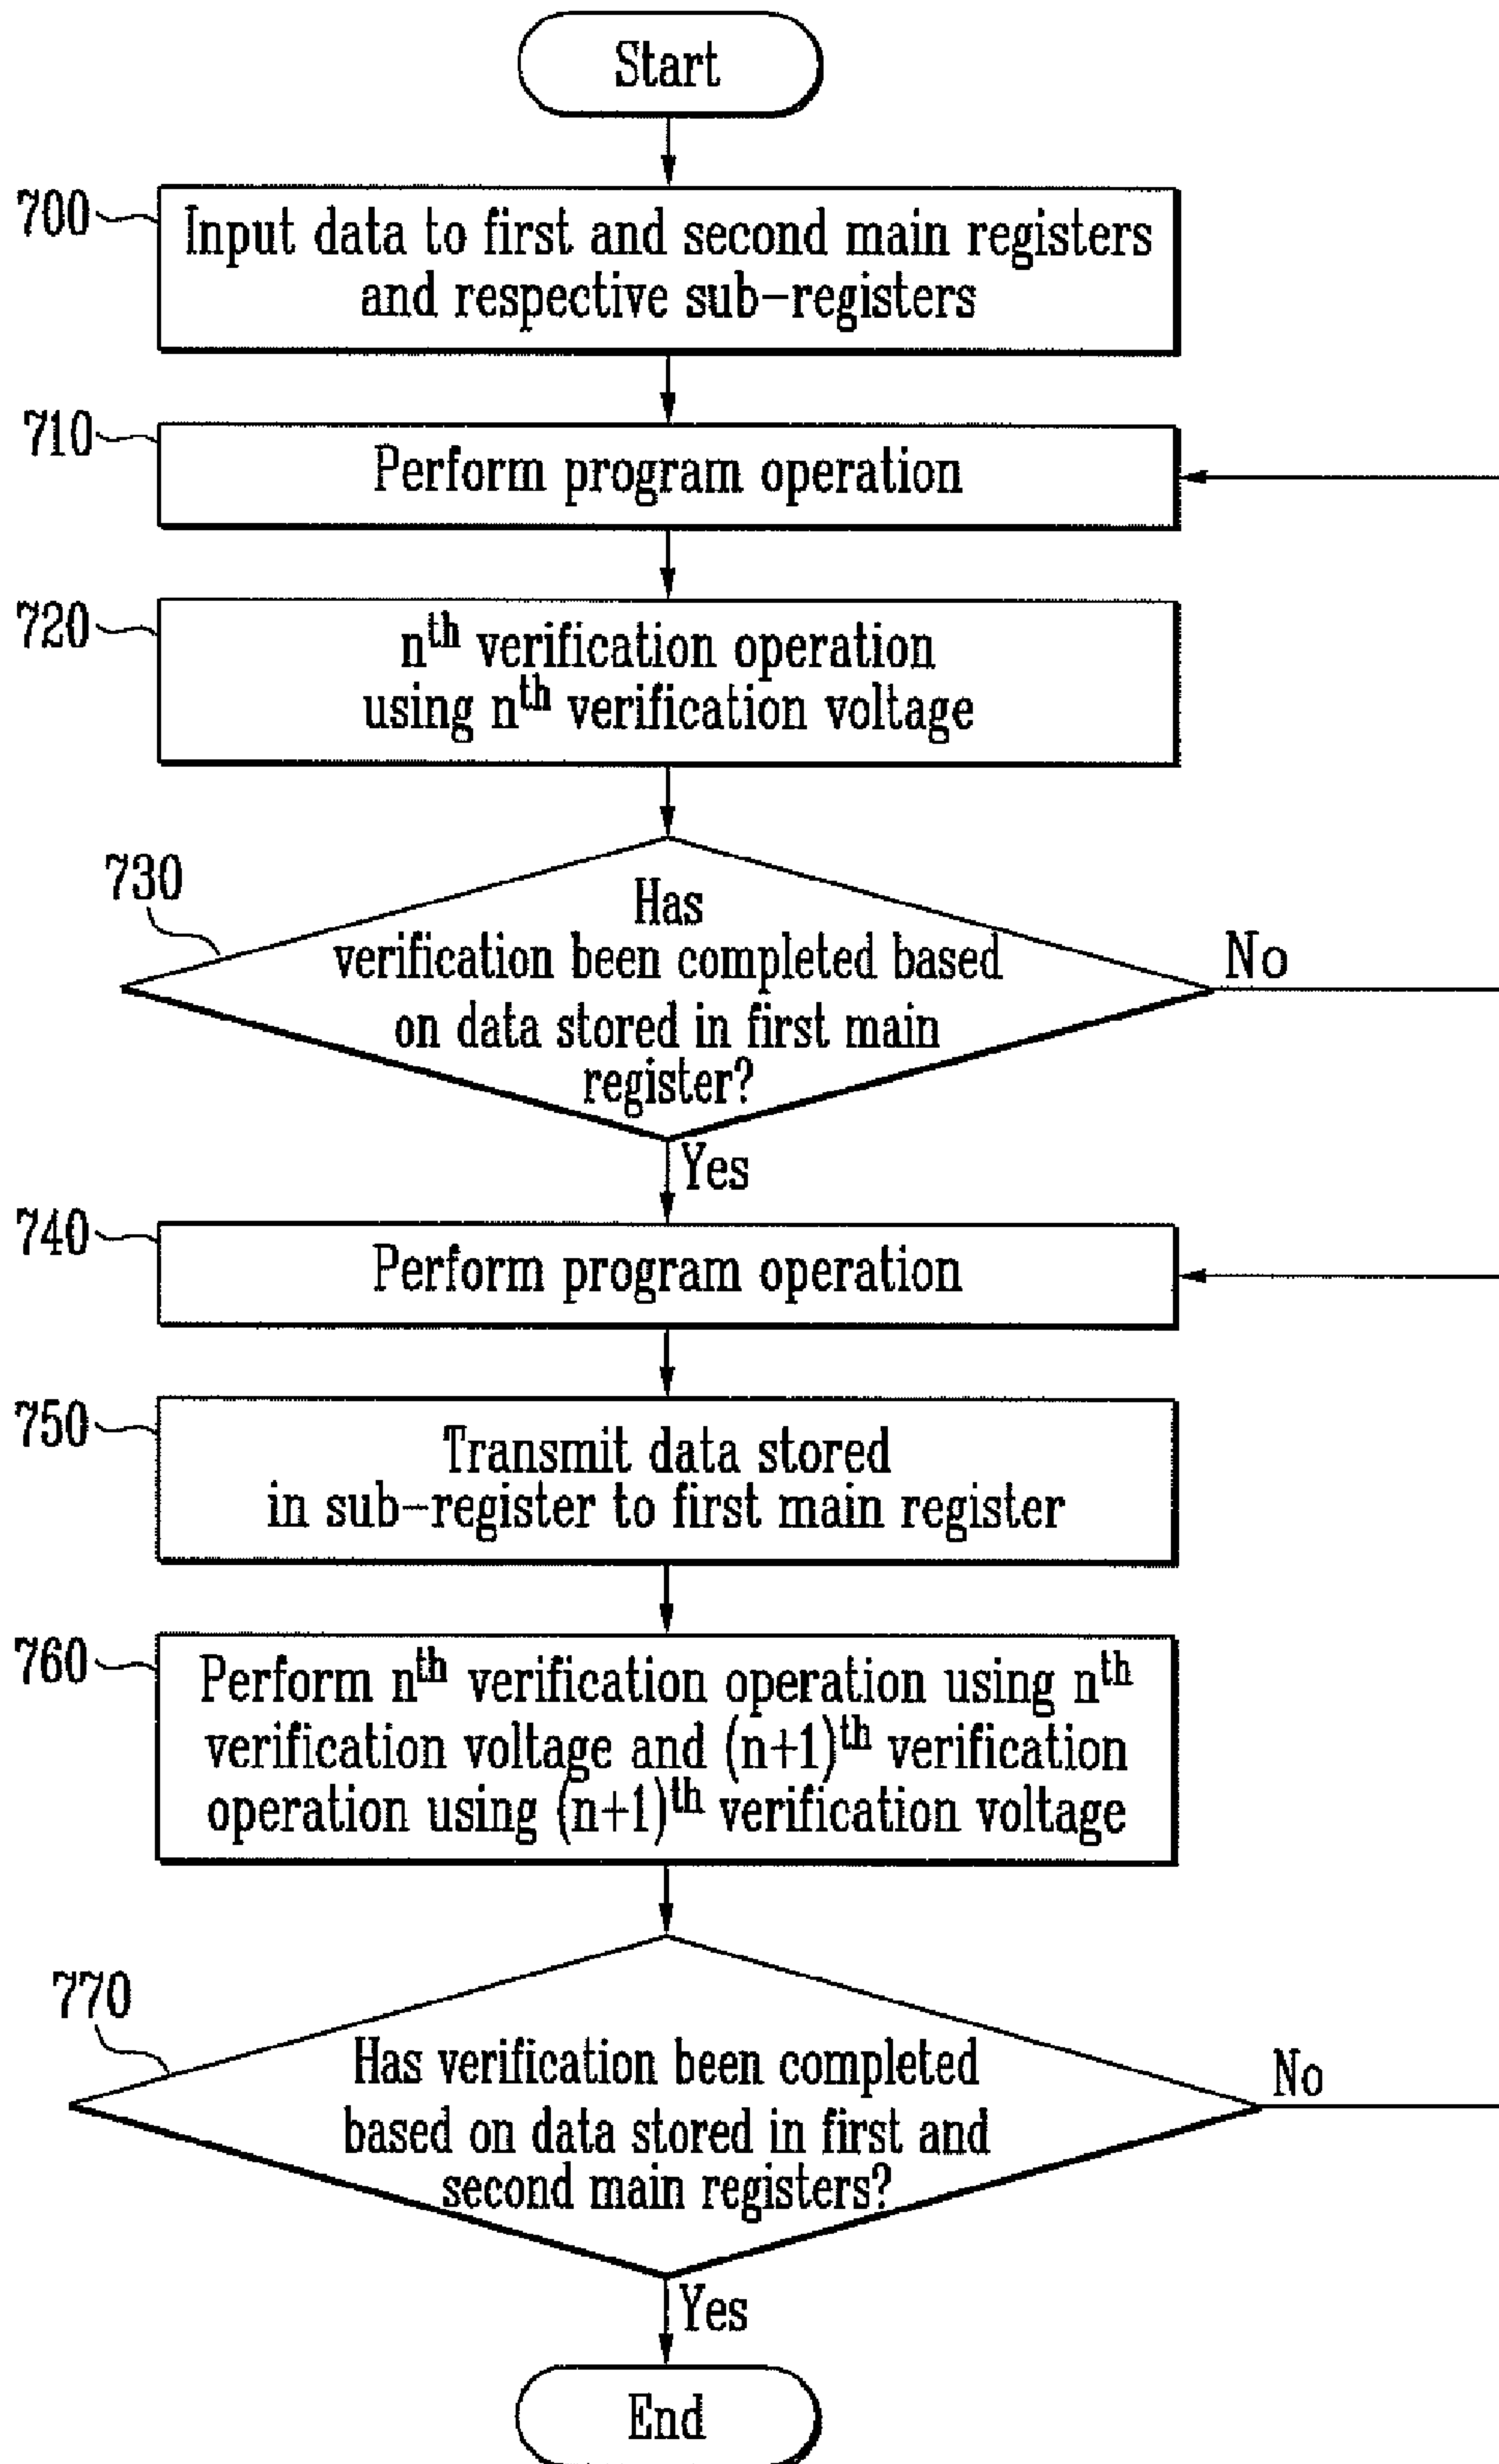 Start
700
Input data to first and second main registers
and respective sub-registers
710
Perform program operation
720
nth verification operation
using nth verification voltage
730
Has
verification been completed based
on data stored in first main
register?
No
Yes
740
Perform program operation
750
Transmit data stored
in sub-register to first main register
760
Perform nth verification operation using nth
verification voltage and (n+1)th verification
operation using (n+1)th verification voltage
770
Has verification been completed
based on data stored in first and
second main registers?
No
Yes
End